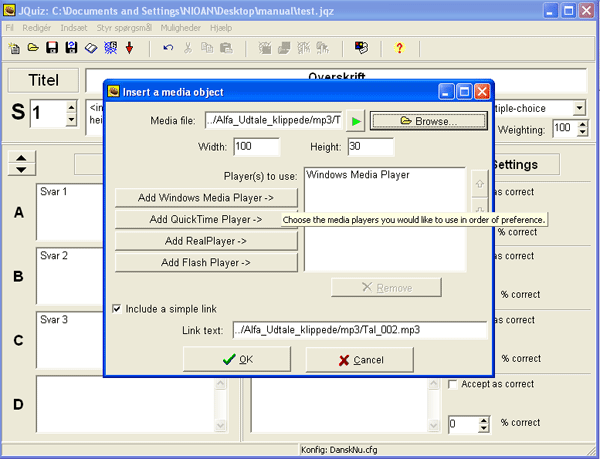 JQuiz: C:\Documents and Settings\NIOAN\Desktop\manual\test.jqz
Fil Redigér Indsæt Styr spørgsmål Muligheder Hjælp
Titel
Overskrift
S 1
Insert a media object
Media file: ../Alfa_Udtale_klippede/mp3/T Browse...
tiple-choice
Width: 100 Height: 30
Weighting: 100
Player(s) to use: Windows Media Player
Settings
Add Windows Media Player ->
Add QuickTime Player ->
Choose the media players you would like to use in order of preference.
Add RealPlayer ->
Add Flash Player ->
Remove
Include a simple link
Link text: ../Alfa_Udtale_klippede/mp3/Tal_002.mp3
OK Cancel
A Svar 1
as correct
% correct
B Svar 2
as correct
% correct
C Svar 3
as correct
% correct
D
Accept as correct
0 % correct
Konfig: DanskNu.cfg